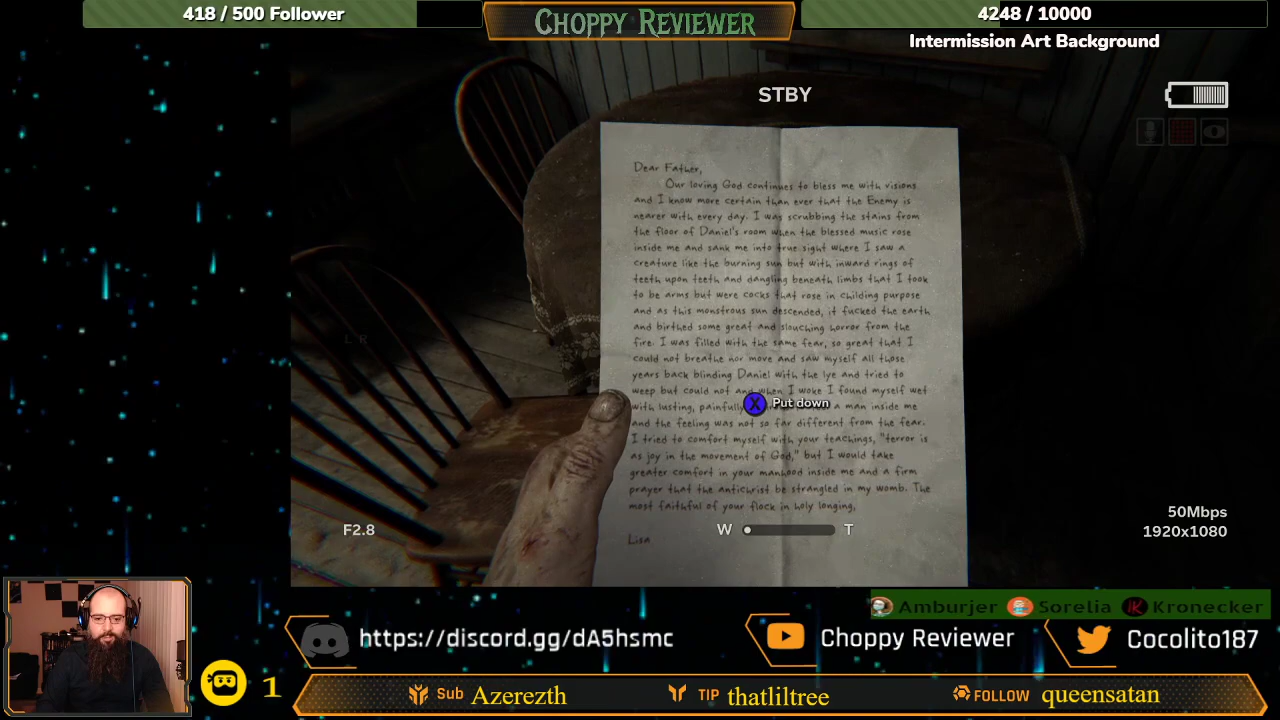 418 / 500 Follower
CHOPPY REVIEWER
4248 / 10000
Intermission Art Background
STBY
Dear Father,
Our loving God continues to bless me with visions
and I know more certain than ever that the Enemy is
nearer with every day. I was scrubbing the stains from
the floor of Daniel's room when the blessed music rose
inside me and sank me into true sight where I saw a
creature like the burning sun but with inward rings of
teeth upon teeth and dangling beneath limbs that I took
to be arms but were cocks that rose in childing purpose
and as this monstrous sun descended, it fucked the earth
and birthed some great and slouching horror from the
fire. I was filled with the same fear, so great that I
could not breathe nor move and saw myself all those
years back blinding Daniel with the lye and tried to
weep but could not and when I woke I found myself wet
with lusting, painfully a man inside me
X Put down
and the feeling was not so far different from the fear.
I tried to comfort myself with your teachings, "terror is
as joy in the movement of God," but I would take
greater comfort in your manhood inside me and a firm
prayer that the antichrist be strangled in my womb. The
most faithful of your flock in holy longing,
Lisa
L R
F2.8
W T
50Mbps
1920x1080
Amburjer Sorelia Kronecker
https://discord.gg/dA5hsmc
Choppy Reviewer
Cocolito187
1
Sub Azerezth
TIP thatliltree
FOLLOW queensatan